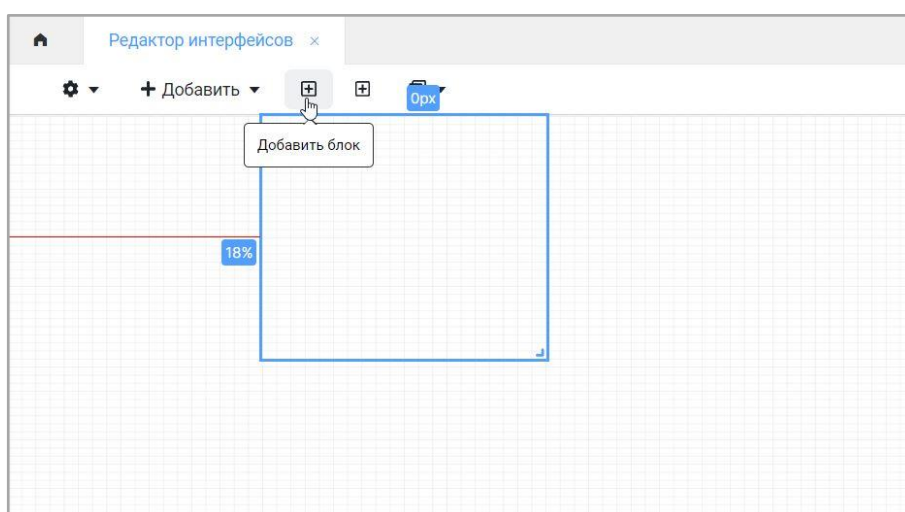 Редактор интерфейсов ×
Добавить
0px
Добавить блок
18%